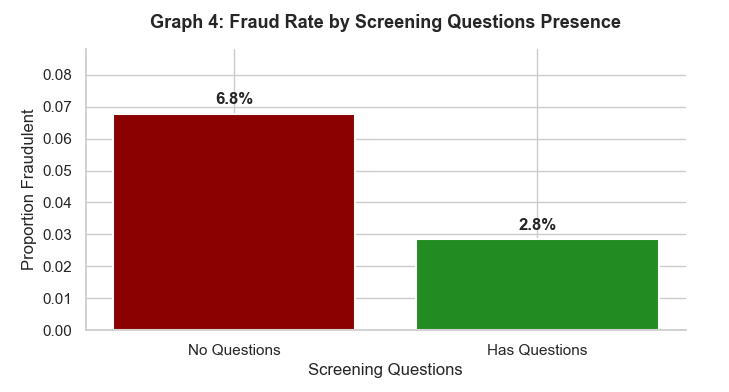 Graph 4: Fraud Rate by Screening Questions Presence
Proportion Fraudulent
0.08
0.07
0.06
0.05
0.04
0.03
0.02
0.01
0.00
6.8%
2.8%
No Questions
Has Questions
Screening Questions